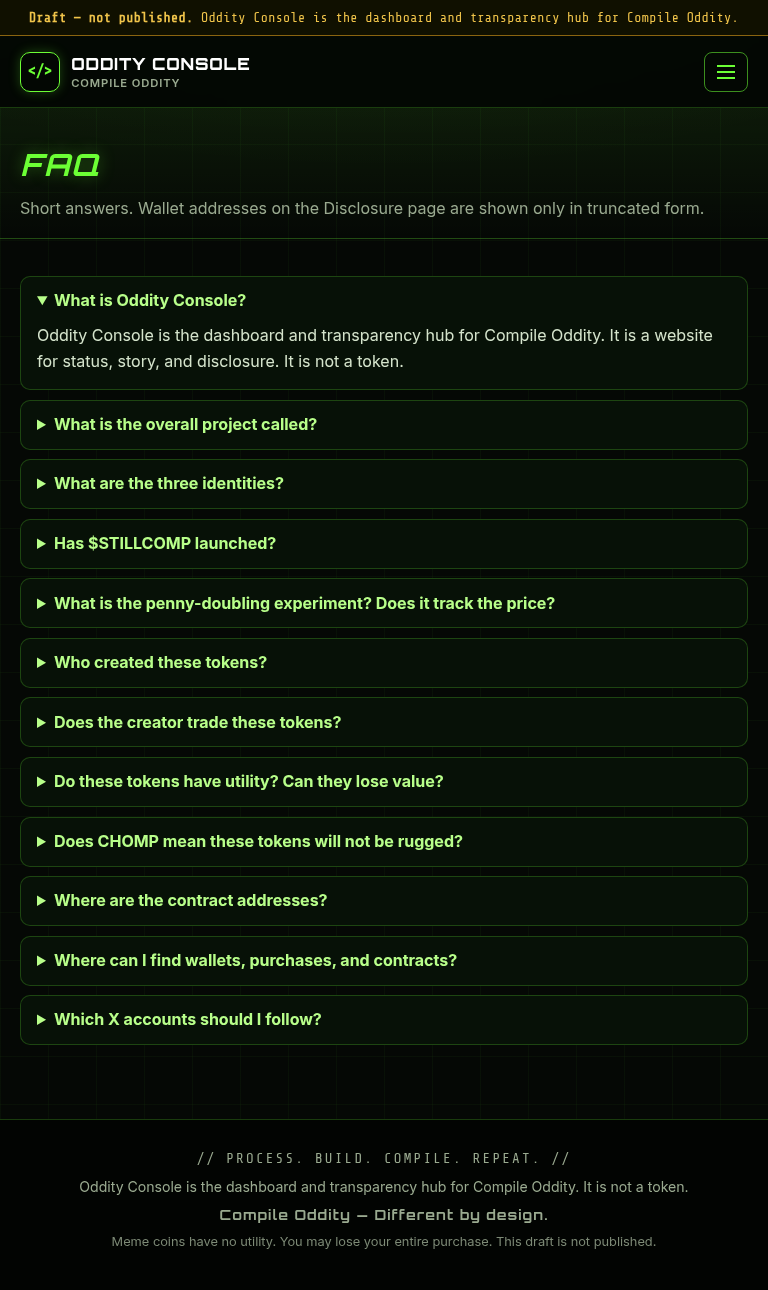 Draft — not published. Oddity Console is the dashboard and transparency hub for Compile Oddity.
</>
ODDITY CONSOLE
COMPILE ODDITY
FAQ
Short answers. Wallet addresses on the Disclosure page are shown only in truncated form.
What is Oddity Console?
Oddity Console is the dashboard and transparency hub for Compile Oddity. It is a website
for status, story, and disclosure. It is not a token.
What is the overall project called?
What are the three identities?
Has $STILLCOMP launched?
What is the penny-doubling experiment? Does it track the price?
Who created these tokens?
Does the creator trade these tokens?
Do these tokens have utility? Can they lose value?
Does CHOMP mean these tokens will not be rugged?
Where are the contract addresses?
Where can I find wallets, purchases, and contracts?
Which X accounts should I follow?
// PROCESS. BUILD. COMPILE. REPEAT. //
Oddity Console is the dashboard and transparency hub for Compile Oddity. It is not a token.
Compile Oddity — Different by design.
Meme coins have no utility. You may lose your entire purchase. This draft is not published.